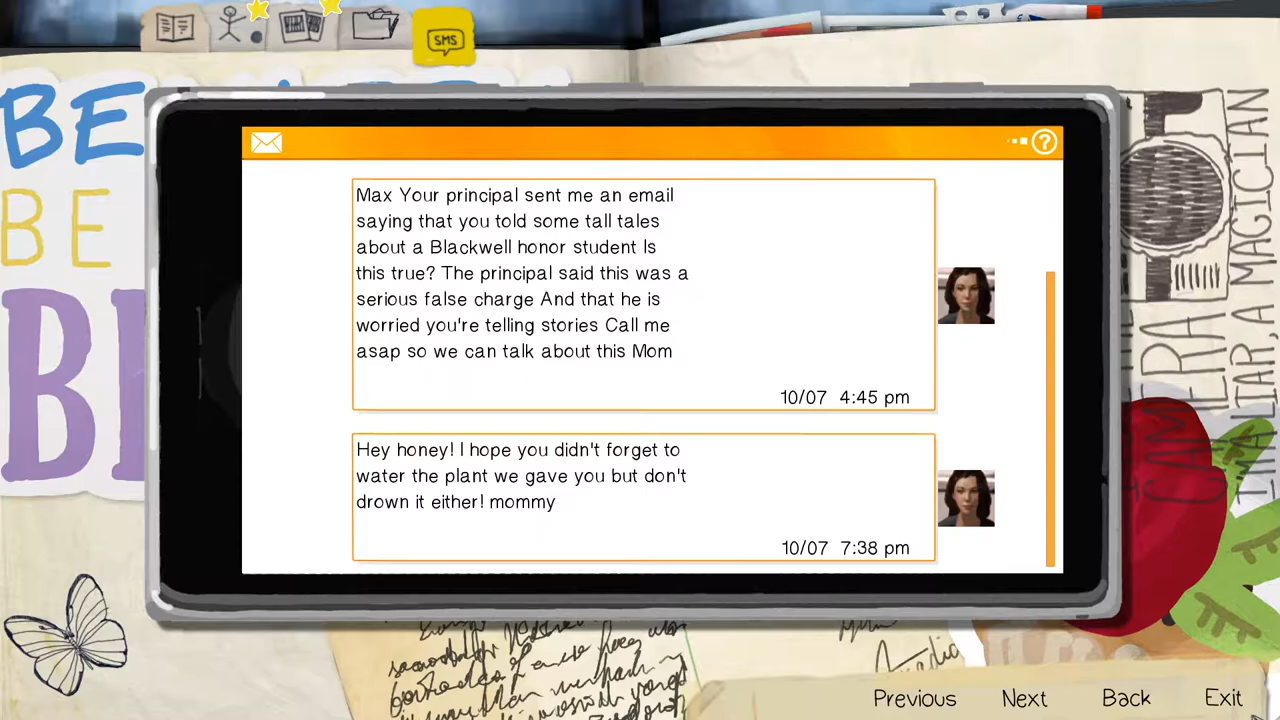 SMS
BE
BE
Max Your principal sent me an email
saying that you told some tall tales
about a Blackwell honor student Is
this true? The principal said this was a
serious false charge And that he is
worried you're telling stories Call me
asap so we can talk about this Mom
10/07 4:45 pm
Hey honey! I hope you didn't forget to
water the plant we gave you but don't
drown it either! mommy
10/07 7:38 pm
Previous Next Back Exit